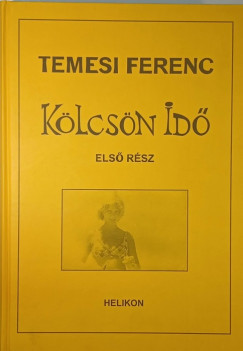 TEMESI FERENC
KÖLCSÖN IDŐ
ELSŐ RÉSZ
HELIKON